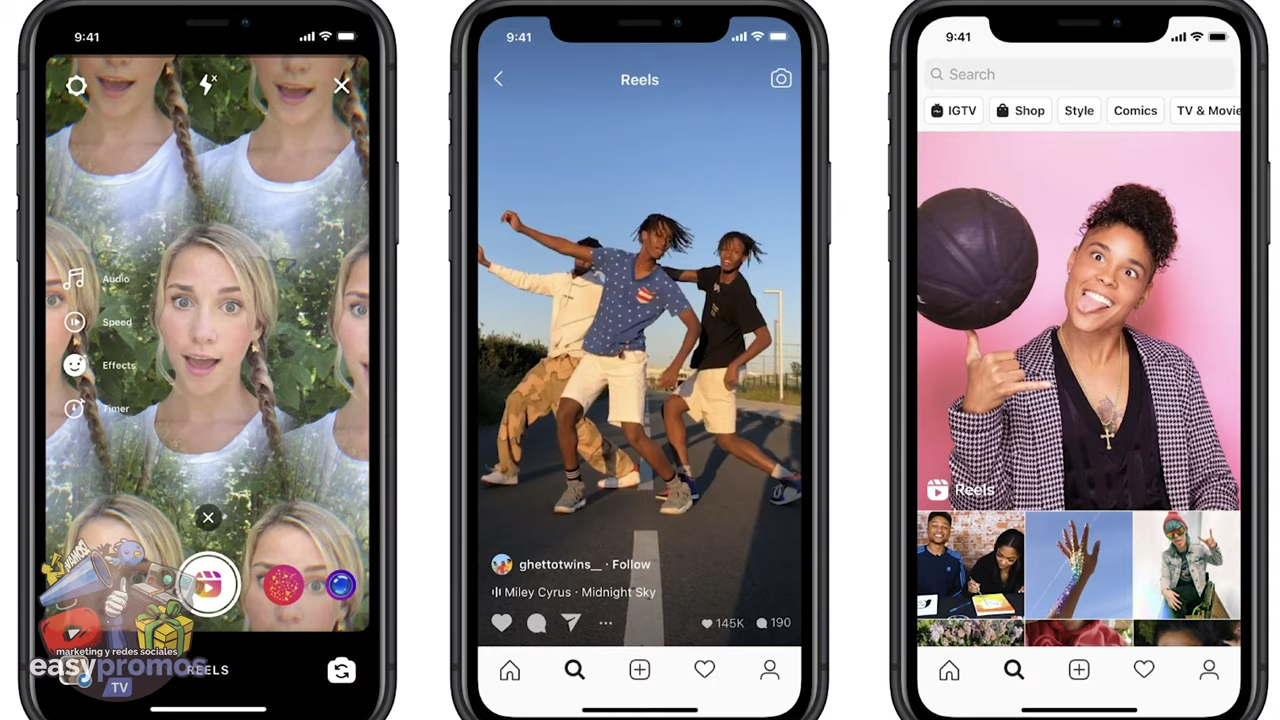 9:41
Audio
Speed
Effects
Timer
VAMOS!
marketing y redes sociales
easypromos
TV
REELS
9:41
Reels
ghettotwins__ · Follow
Miley Cyrus · Midnight Sky
145K 190
9:41
Search
IGTV Shop Style Comics TV & Movie
Reels